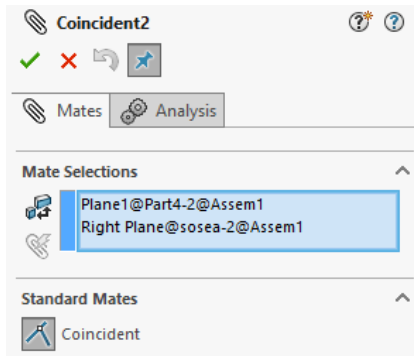 Coincident2
Mates
Analysis
Mate Selections
Plane1@Part4-2@Assem1
Right Plane@sosea-2@Assem1
Standard Mates
Coincident